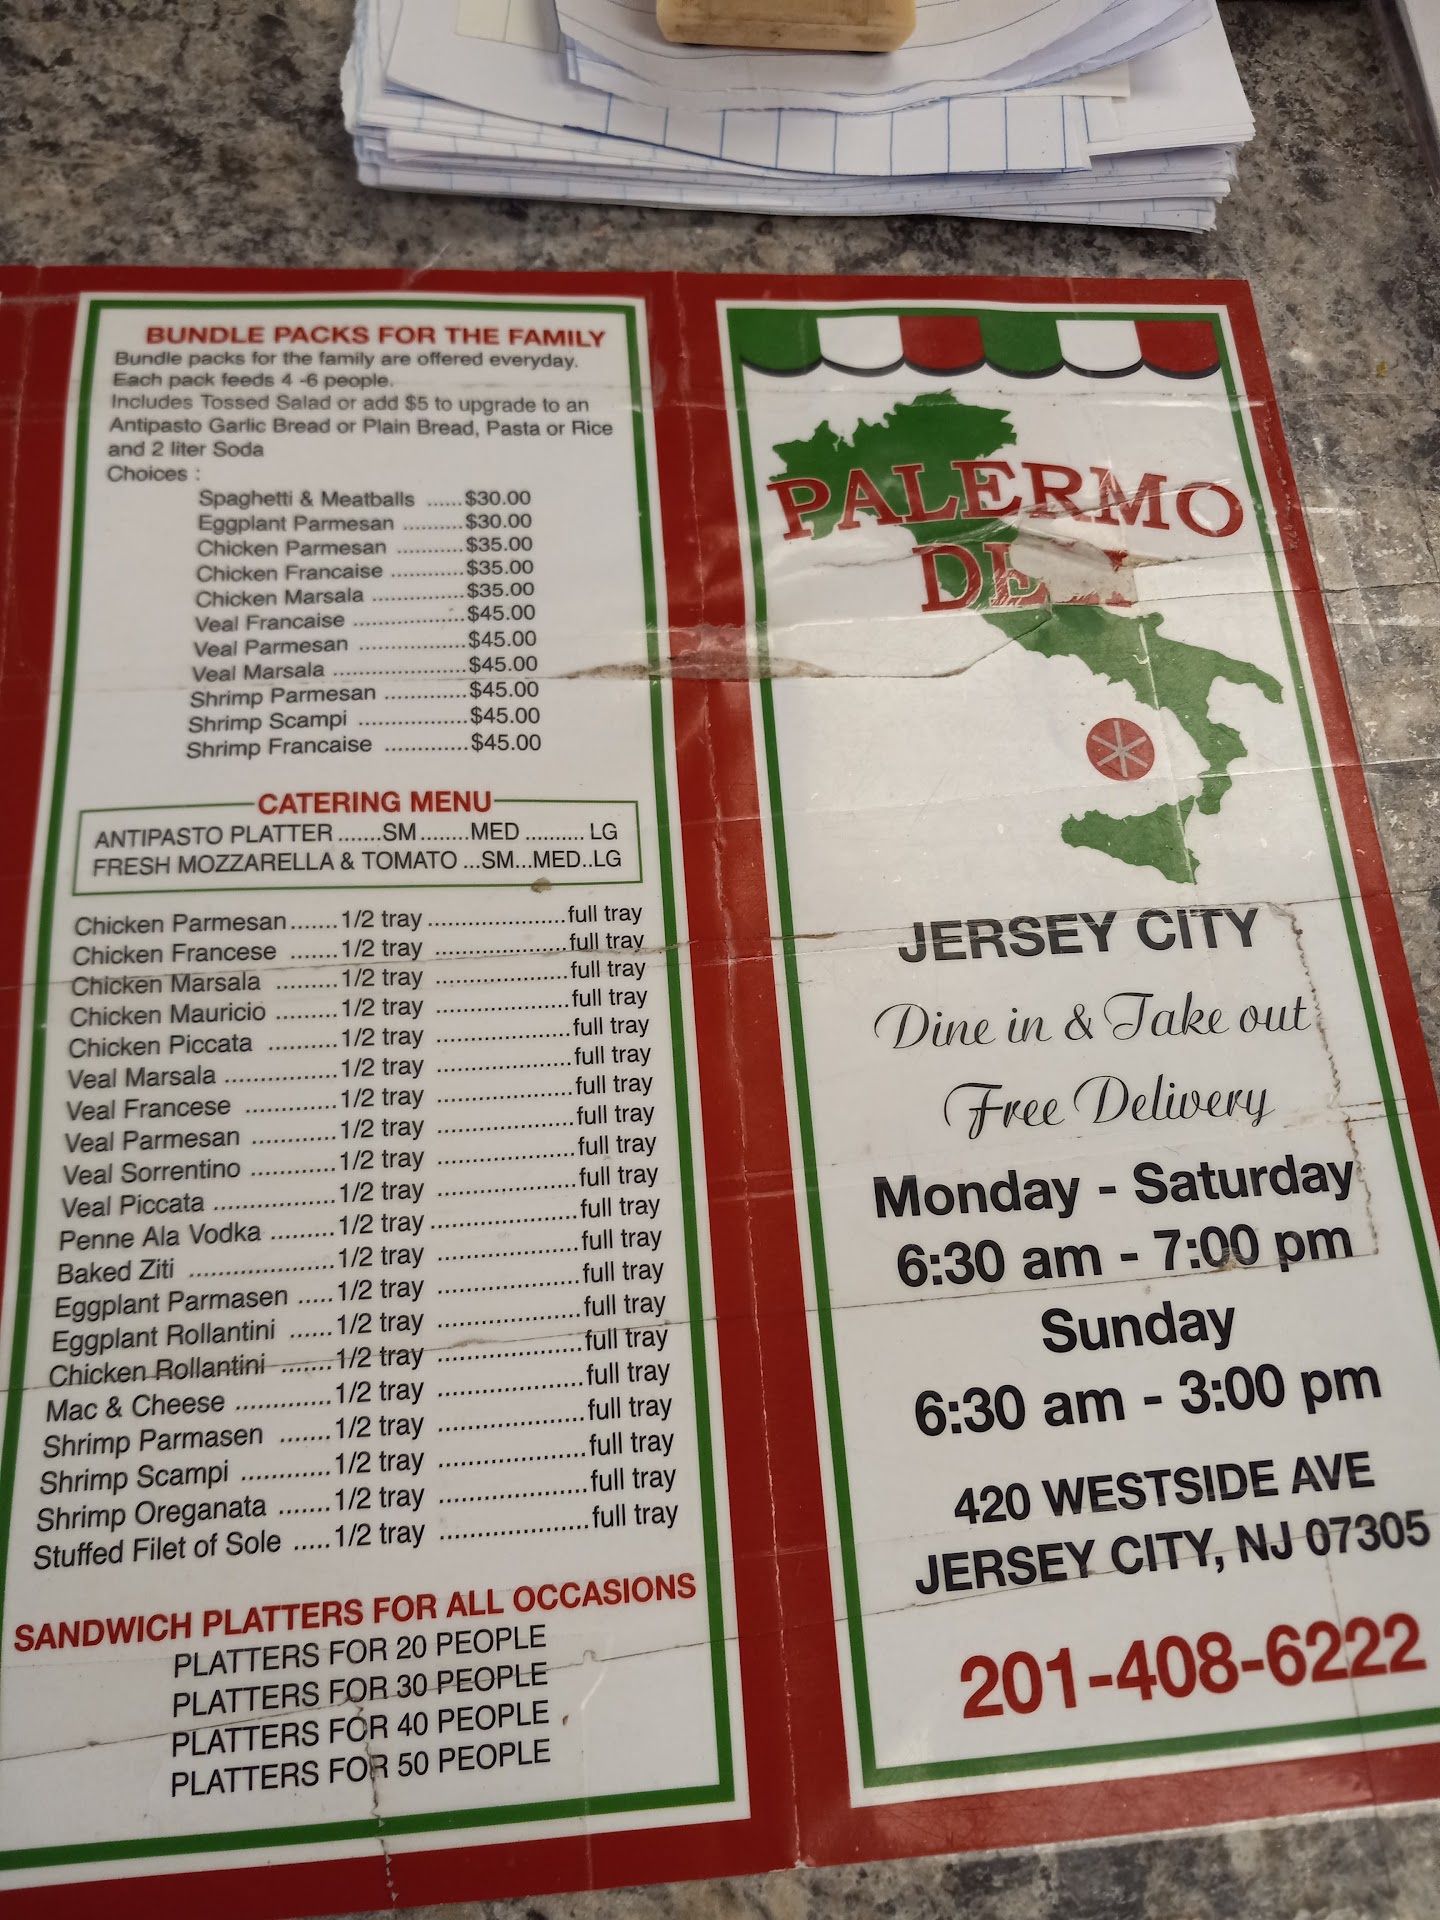 BUNDLE PACKS FOR THE FAMILY
Bundle packs for the family are offered everyday.
Each pack feeds 4 -6 people.
Includes Tossed Salad or add $5 to upgrade to an
Antipasto Garlic Bread or Plain Bread, Pasta or Rice
and 2 liter Soda
Choices :
Spaghetti & Meatballs ......$30.00
Eggplant Parmesan ..........$30.00
Chicken Parmesan ...........$35.00
Chicken Francaise ............$35.00
Chicken Marsala ...............$35.00
Veal Francaise ..................$45.00
Veal Parmesan .................$45.00
Veal Marsala .....................$45.00
Shrimp Parmesan .............$45.00
Shrimp Scampi .................$45.00
Shrimp Francaise .............$45.00
CATERING MENU
ANTIPASTO PLATTER .......SM........MED .......... LG
FRESH MOZZARELLA & TOMATO ...SM...MED..LG
Chicken Parmesan.......1/2 tray ......................full tray
Chicken Francese .......1/2 tray .....................full tray
Chicken Marsala .........1/2 tray .....................full tray
Chicken Mauricio .........1/2 tray .....................full tray
Chicken Piccata ..........1/2 tray .....................full tray
Veal Marsala ................1/2 tray .....................full tray
Veal Francese .............1/2 tray .....................full tray
Veal Parmesan ............1/2 tray .....................full tray
Veal Sorrentino ............1/2 tray .....................full tray
Veal Piccata .................1/2 tray .....................full tray
Penne Ala Vodka .........1/2 tray .....................full tray
Baked Ziti .....................1/2 tray .....................full tray
Eggplant Parmasen .....1/2 tray .....................full tray
Eggplant Rollantini ......1/2 tray .....................full tray
Chicken Rollantini .......1/2 tray .....................full tray
Mac & Cheese .............1/2 tray .....................full tray
Shrimp Parmasen .......1/2 tray .....................full tray
Shrimp Scampi ............1/2 tray .....................full tray
Shrimp Oreganata .......1/2 tray .....................full tray
Stuffed Filet of Sole .....1/2 tray .....................full tray
SANDWICH PLATTERS FOR ALL OCCASIONS
PLATTERS FOR 20 PEOPLE
PLATTERS FOR 30 PEOPLE
PLATTERS FOR 40 PEOPLE
PLATTERS FOR 50 PEOPLE
PALERMO
JERSEY CITY
Dine in & Take out
Free Delivery
Monday - Saturday
6:30 am - 7:00 pm
Sunday
6:30 am - 3:00 pm
420 WESTSIDE AVE
JERSEY CITY, NJ 07305
201-408-6222